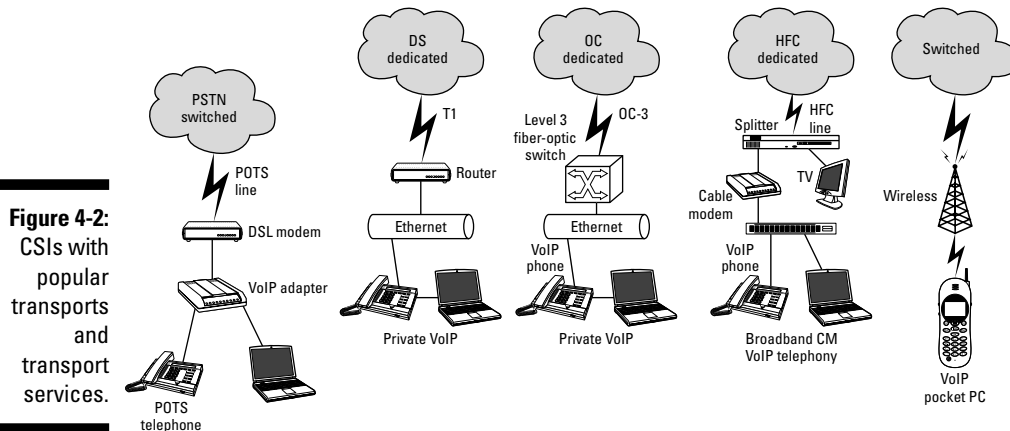 PSTN
switched
POTS
line
DSL modem
VoIP adapter
POTS
telephone
DS
dedicated
T1
Router
Ethernet
Private VoIP
OC
dedicated
Level 3
fiber-optic
switch
OC-3
Ethernet
VoIP
phone
Private VoIP
HFC
dedicated
Splitter
HFC
line
Cable
modem
TV
VoIP
phone
Broadband CM
VoIP telephony
Switched
Wireless
VoIP
pocket PC
Figure 4-2:
CSIs with
popular
transports
and
transport
services.